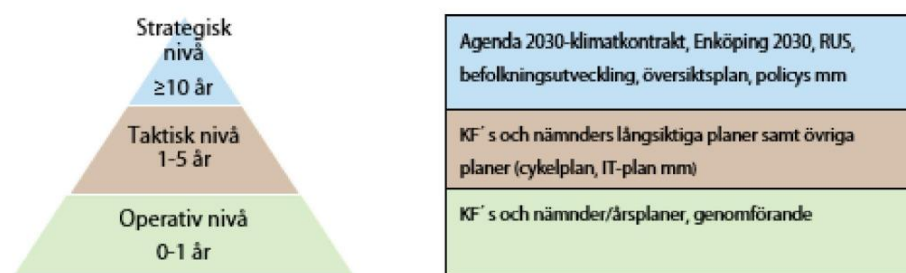 Strategisk
nivå
≥10 år
Agenda 2030-klimatkontrakt, Enköping 2030, RUS,
befolkningsutveckling, översiktsplan, policys mm
Taktisk nivå
1-5 år
KF´s och nämnders långsiktiga planer samt övriga
planer (cykelplan, IT-plan mm)
Operativ nivå
0-1 år
KF´s och nämnder/årsplaner, genomförande